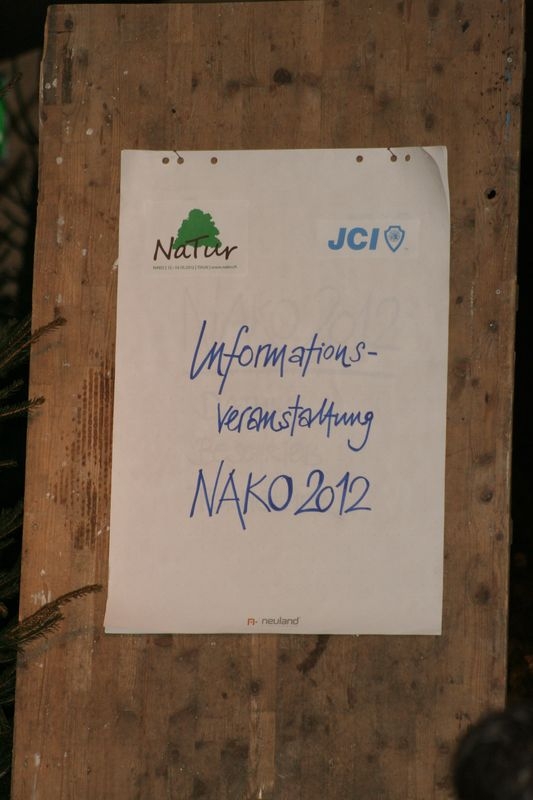 NaTur
JCI
Informations-
veranstaltung
NAKO 2012
neuland